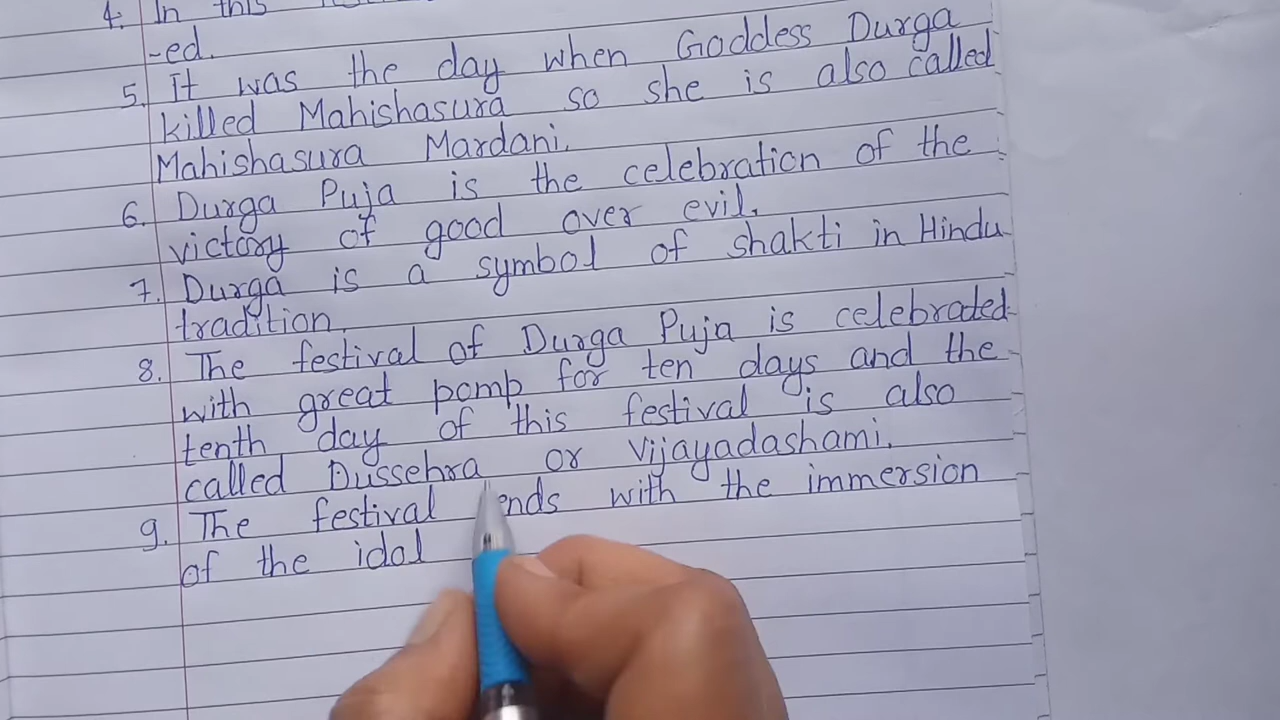 4. In this
-ed.
5. It was the day when Goddess Durga
killed Mahishasura so she is also called
Mahishasura Mardani.
6. Durga Puja is the celebration of the
victory of good over evil.
7. Durga is a symbol of shakti in Hindu
tradition.
8. The festival of Durga Puja is celebrated
with great pomp for ten days and the
tenth day of this festival is also
called Dussehra or Vijayadashami.
9. The festival ends with the immersion
of the idol